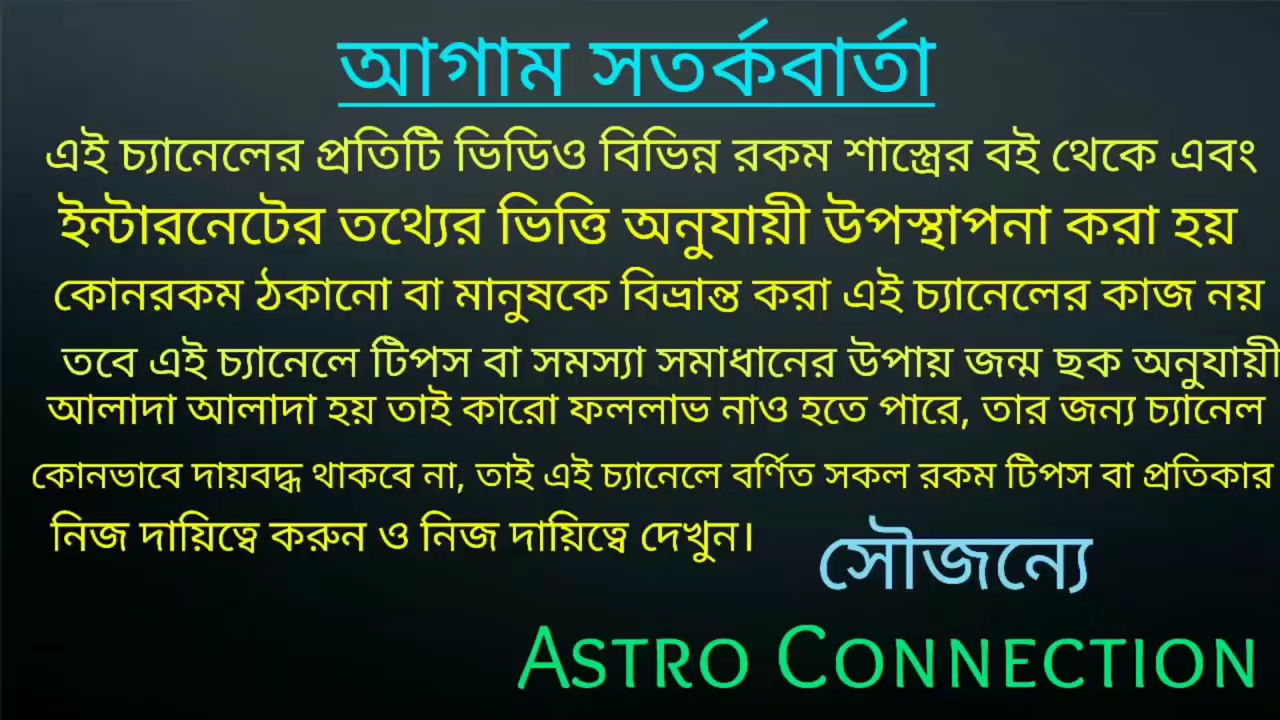 আগাম সতর্কবার্তা
এই চ্যানেলের প্রতিটি ভিডিও বিভিন্ন রকম শাস্ত্রের বই থেকে এবং
ইন্টারনেটের তথ্যের ভিত্তি অনুযায়ী উপস্থাপনা করা হয়
কোনরকম ঠকানো বা মানুষকে বিভ্রান্ত করা এই চ্যানেলের কাজ নয়
তবে এই চ্যানেলে টিপস বা সমস্যা সমাধানের উপায় জন্ম ছক অনুযায়ী
আলাদা আলাদা হয় তাই কারো ফললাভ নাও হতে পারে, তার জন্য চ্যানেল
কোনভাবে দায়বদ্ধ থাকবে না, তাই এই চ্যানেলে বর্ণিত সকল রকম টিপস বা প্রতিকার
নিজ দায়িত্বে করুন ও নিজ দায়িত্বে দেখুন।
সৌজন্যে
ASTRO CONNECTION